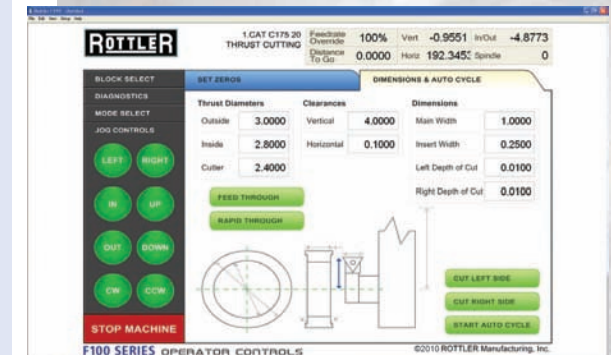 ROTTLER
1.CAT C175 20
THRUST CUTTING
Feedrate Override 100% Vert -0.9551 In/Out -4.8773
Distance To Go 0.0000 Horiz 192.3453 Spindle 0
BLOCK SELECT
DIAGNOSTICS
MODE SELECT
JOG CONTROLS
LEFT RIGHT
IN UP
OUT DOWN
CW CCW
STOP MACHINE
SET ZEROS DIMENSIONS & AUTO CYCLE
Thrust Diameters Clearances Dimensions
Outside 3.0000 Vertical 4.0000 Main Width 1.0000
Inside 2.8000 Horizontal 0.1000 Insert Width 0.2500
Cutter 2.4000 Left Depth of Cut 0.0100
Right Depth of Cut 0.0100
FEED THROUGH
RAPID THROUGH
CUT LEFT SIDE
CUT RIGHT SIDE
START AUTO CYCLE
F100 SERIES OPERATOR CONTROLS ©2010 ROTTLER Manufacturing, Inc.